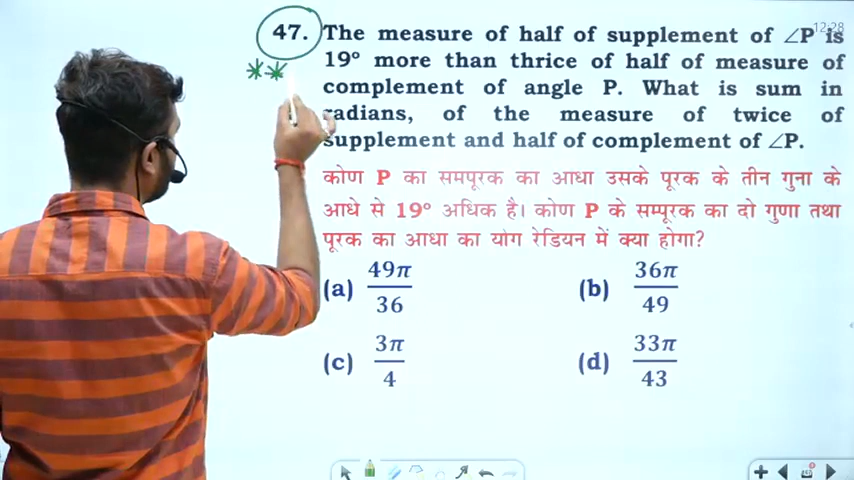 12:28
47. The measure of half of supplement of ∠P is
19° more than thrice of half of measure of
complement of angle P. What is sum in
radians, of the measure of twice of
supplement and half of complement of ∠P.
कोण P का समपूरक का आधा उसके पूरक के तीन गुना के
आधे से 19° अधिक है। कोण P के सम्पूरक का दो गुणा तथा
पूरक का आधा का योग रेडियन में क्या होगा?
(a) 49π/36 (b) 36π/49
(c) 3π/4 (d) 33π/43